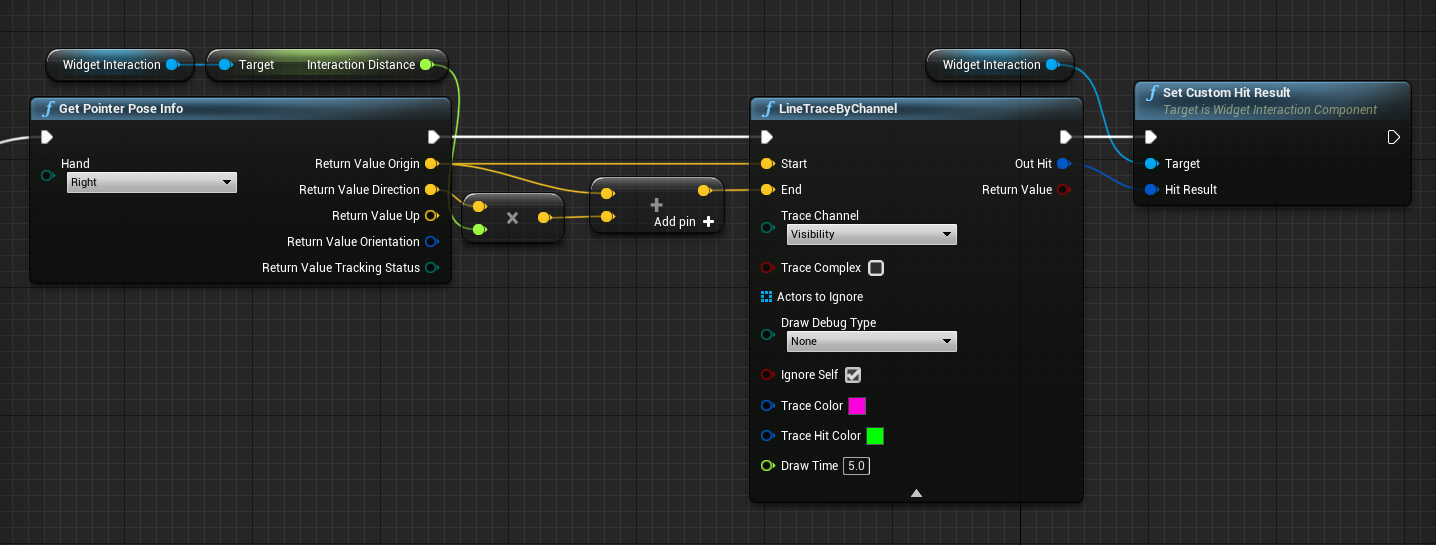 Widget Interaction
Target Interaction Distance
Widget Interaction
Get Pointer Pose Info
Hand
Right
Return Value Origin
Return Value Direction
Return Value Up
Return Value Orientation
Return Value Tracking Status
×
+
Add pin +
LineTraceByChannel
Start
Out Hit
End
Return Value
Trace Channel
Visibility
Trace Complex
Actors to Ignore
Draw Debug Type
None
Ignore Self
Trace Color
Trace Hit Color
Draw Time 5.0
Set Custom Hit Result
Target is Widget Interaction Component
Target
Hit Result